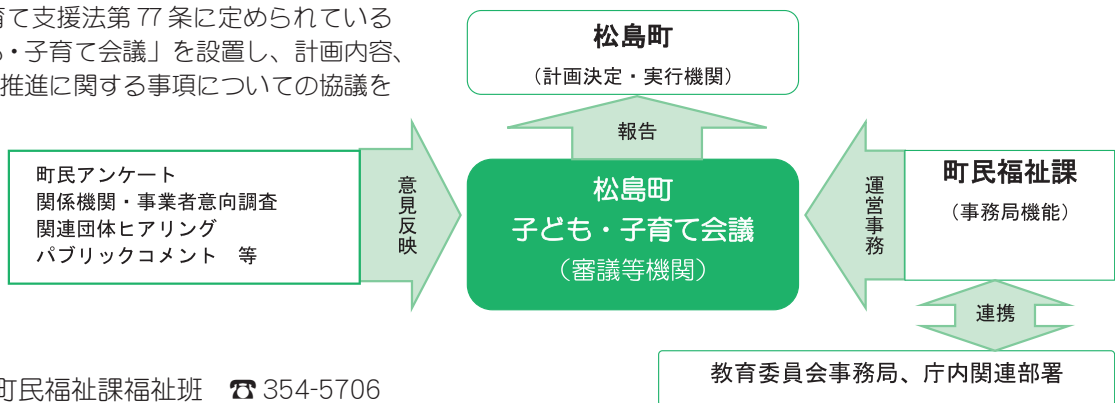 育て支援法第 77 条に定められている
・子育て会議」を設置し、計画内容、
推進に関する事項についての協議を
松島町
（計画決定・実行機関）
報告
町民アンケート
関係機関・事業者意向調査
関連団体ヒアリング
パブリックコメント　等
意見反映
松島町
子ども・子育て会議
（審議等機関）
運営事務
町民福祉課
（事務局機能）
連携
教育委員会事務局、庁内関連部署
町民福祉課福祉班　☎ 354-5706